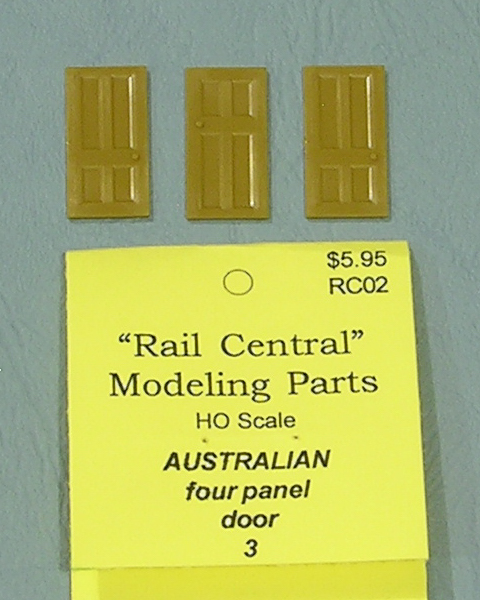 $5.95
RC02
“Rail Central”
Modeling Parts
HO Scale
AUSTRALIAN
four panel
door
3